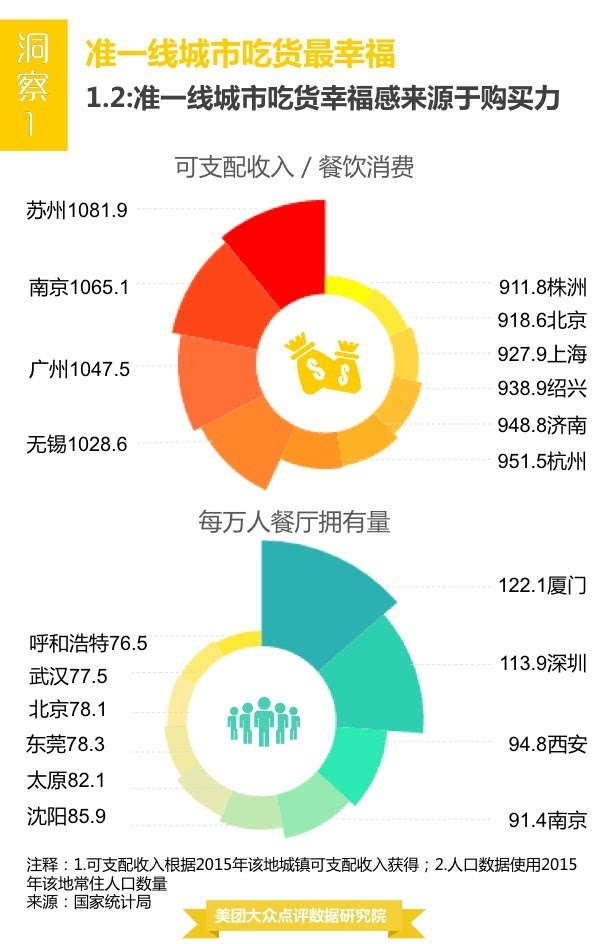 洞察1
准一线城市吃货最幸福
1.2:准一线城市吃货幸福感来源于购买力
可支配收入 / 餐饮消费
苏州1081.9
南京1065.1
广州1047.5
无锡1028.6
911.8株洲
918.6北京
927.9上海
938.9绍兴
948.8济南
951.5杭州
$
$
每万人餐厅拥有量
呼和浩特76.5
武汉77.5
北京78.1
东莞78.3
太原82.1
沈阳85.9
122.1厦门
113.9深圳
94.8西安
91.4南京
注释：1.可支配收入根据2015年该地城镇可支配收入获得；2.人口数据使用2015
年该地常住人口数量
来源：国家统计局
美团大众点评数据研究院